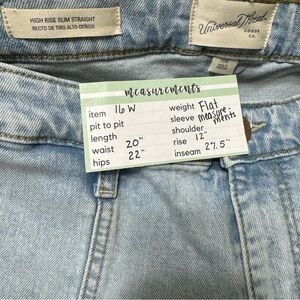 HIGH RISE SLIM STRAIGHT
RECTO DE TIRO ALTO CEÑIDO
Universal Thread
GOODS
CO.
measurements
item 16 W weight Flat
pit to pit sleeve measure-
length shoulder ments
waist 20" rise 12"
hips 22" inseam 27.5"